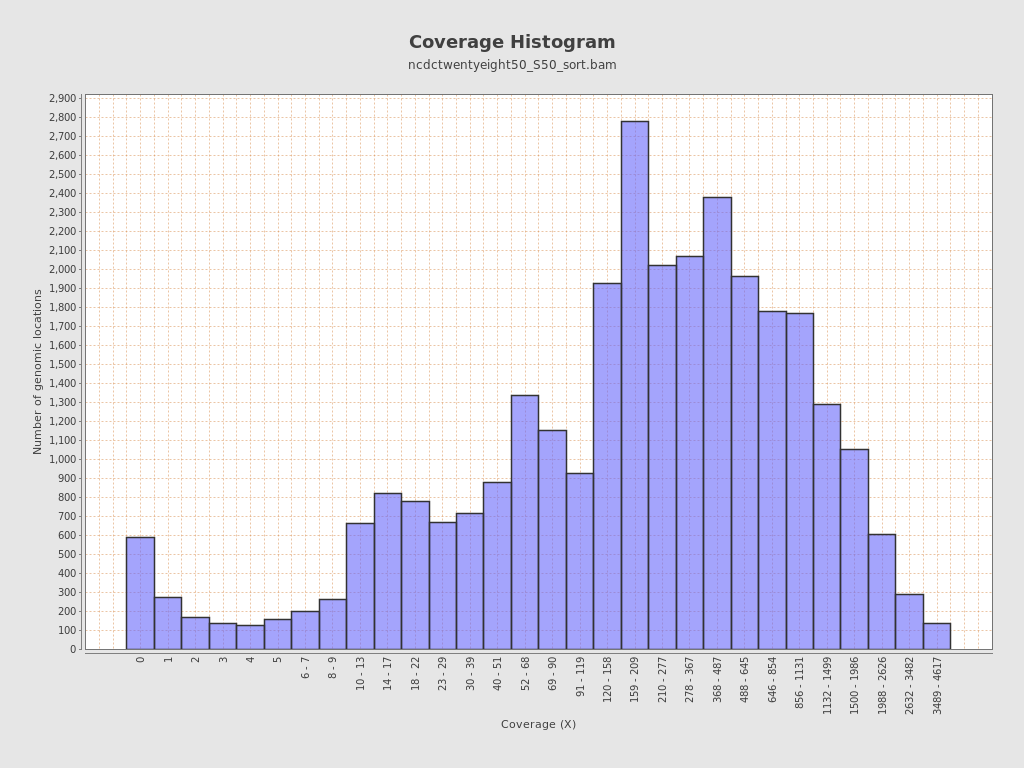 Coverage Histogram
ncdctwentyeight50_S50_sort.bam
Number of genomic locations
2,900
2,800
2,700
2,600
2,500
2,400
2,300
2,200
2,100
2,000
1,900
1,800
1,700
1,600
1,500
1,400
1,300
1,200
1,100
1,000
900
800
700
600
500
400
300
200
100
0
0
1
2
3
4
5
6 - 7
8 - 9
10 - 13
14 - 17
18 - 22
23 - 29
30 - 39
40 - 51
52 - 68
69 - 90
91 - 119
120 - 158
159 - 209
210 - 277
278 - 367
368 - 487
488 - 645
646 - 854
856 - 1131
1132 - 1499
1500 - 1986
1988 - 2626
2632 - 3482
3489 - 4617
Coverage (X)